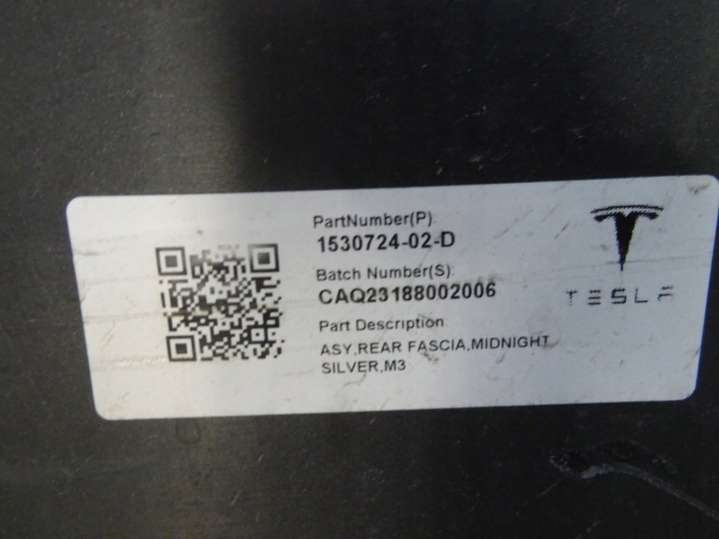 PartNumber(P):
1530724-02-D
Batch Number(S):
CAQ23188002006
Part Description
ASY,REAR FASCIA,MIDNIGHT
SILVER,M3
TESLA